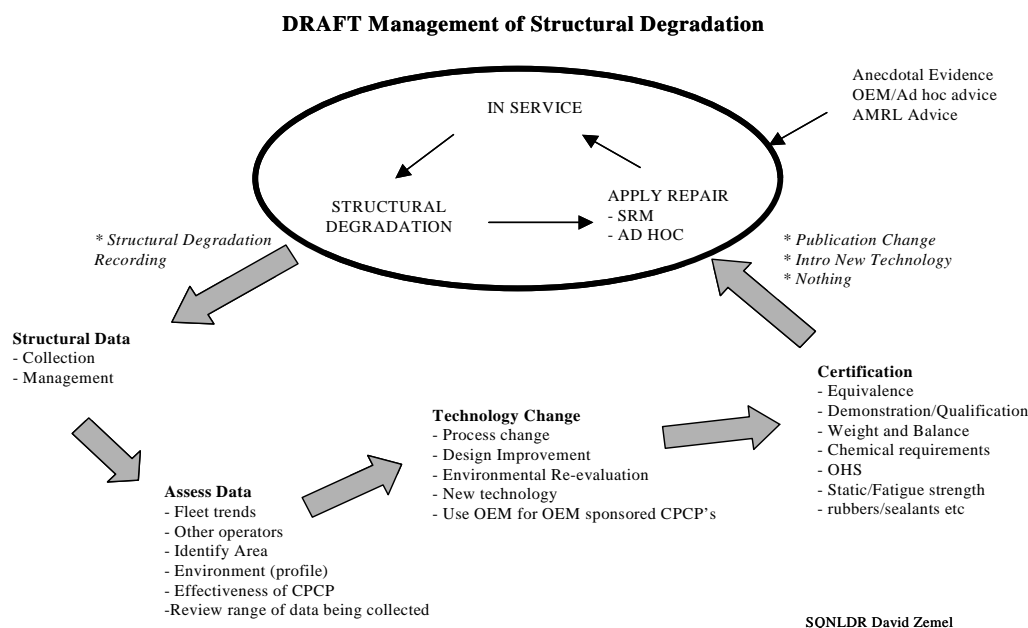 DRAFT Management of Structural Degradation
Anecdotal Evidence
OEM/Ad hoc advice
AMRL Advice
IN SERVICE
STRUCTURAL
DEGRADATION
APPLY REPAIR
- SRM
- AD HOC
* Structural Degradation
Recording
* Publication Change
* Intro New Technology
* Nothing
Structural Data
- Collection
- Management
Assess Data
- Fleet trends
- Other operators
- Identify Area
- Environment (profile)
- Effectiveness of CPCP
-Review range of data being collected
Technology Change
- Process change
- Design Improvement
- Environmental Re-evaluation
- New technology
- Use OEM for OEM sponsored CPCP's
Certification
- Equivalence
- Demonstration/Qualification
- Weight and Balance
- Chemical requirements
- OHS
- Static/Fatigue strength
- rubbers/sealants etc
SQNLDR David Zemel